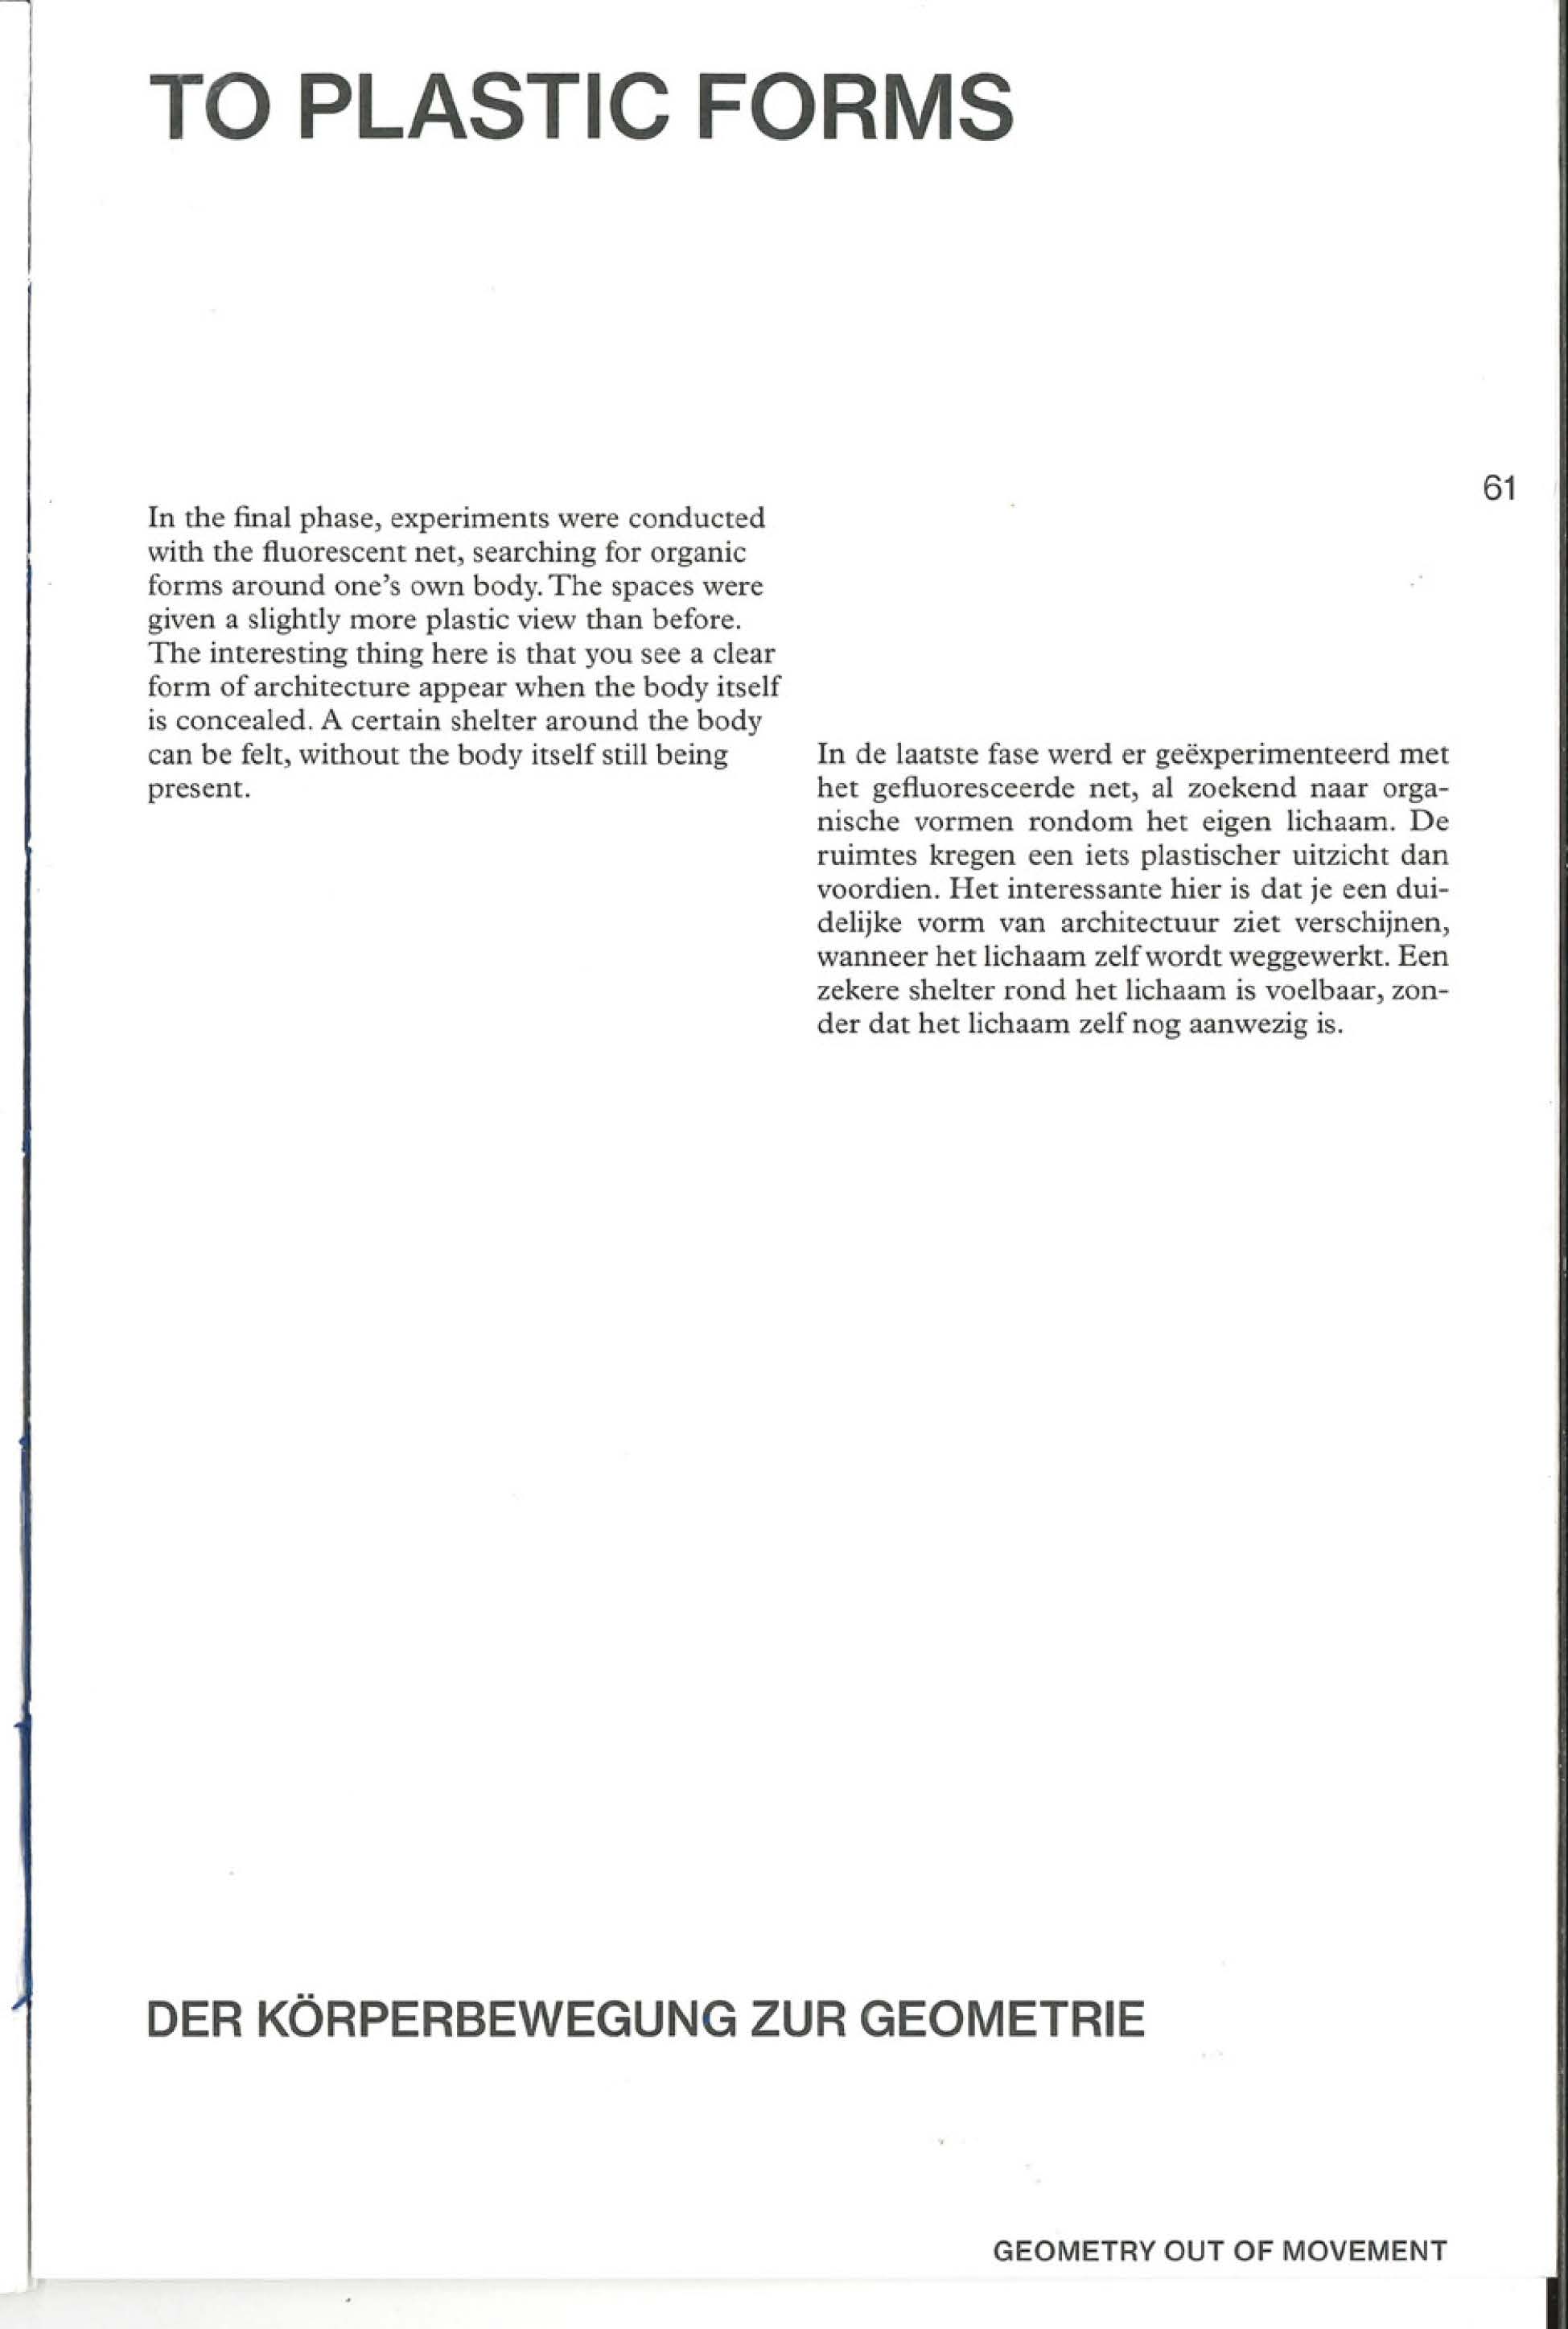 TO PLASTIC FORMS
61
In the final phase, experiments were conducted
with the fluorescent net, searching for organic
forms around one's own body. The spaces were
given a slightly more plastic view than before.
The interesting thing here is that you see a clear
form of architecture appear when the body itself
is concealed. A certain shelter around the body
can be felt, without the body itself still being
present.
In de laatste fase werd er geëxperimenteerd met
het gefluoresceerde net, al zoekend naar orga-
nische vormen rondom het eigen lichaam. De
ruimtes kregen een iets plastischer uitzicht dan
voordien. Het interessante hier is dat je een dui-
delijke vorm van architectuur ziet verschijnen,
wanneer het lichaam zelf wordt weggewerkt. Een
zekere shelter rond het lichaam is voelbaar, zon-
der dat het lichaam zelf nog aanwezig is.
DER KÖRPERBEWEGUNG ZUR GEOMETRIE
GEOMETRY OUT OF MOVEMENT